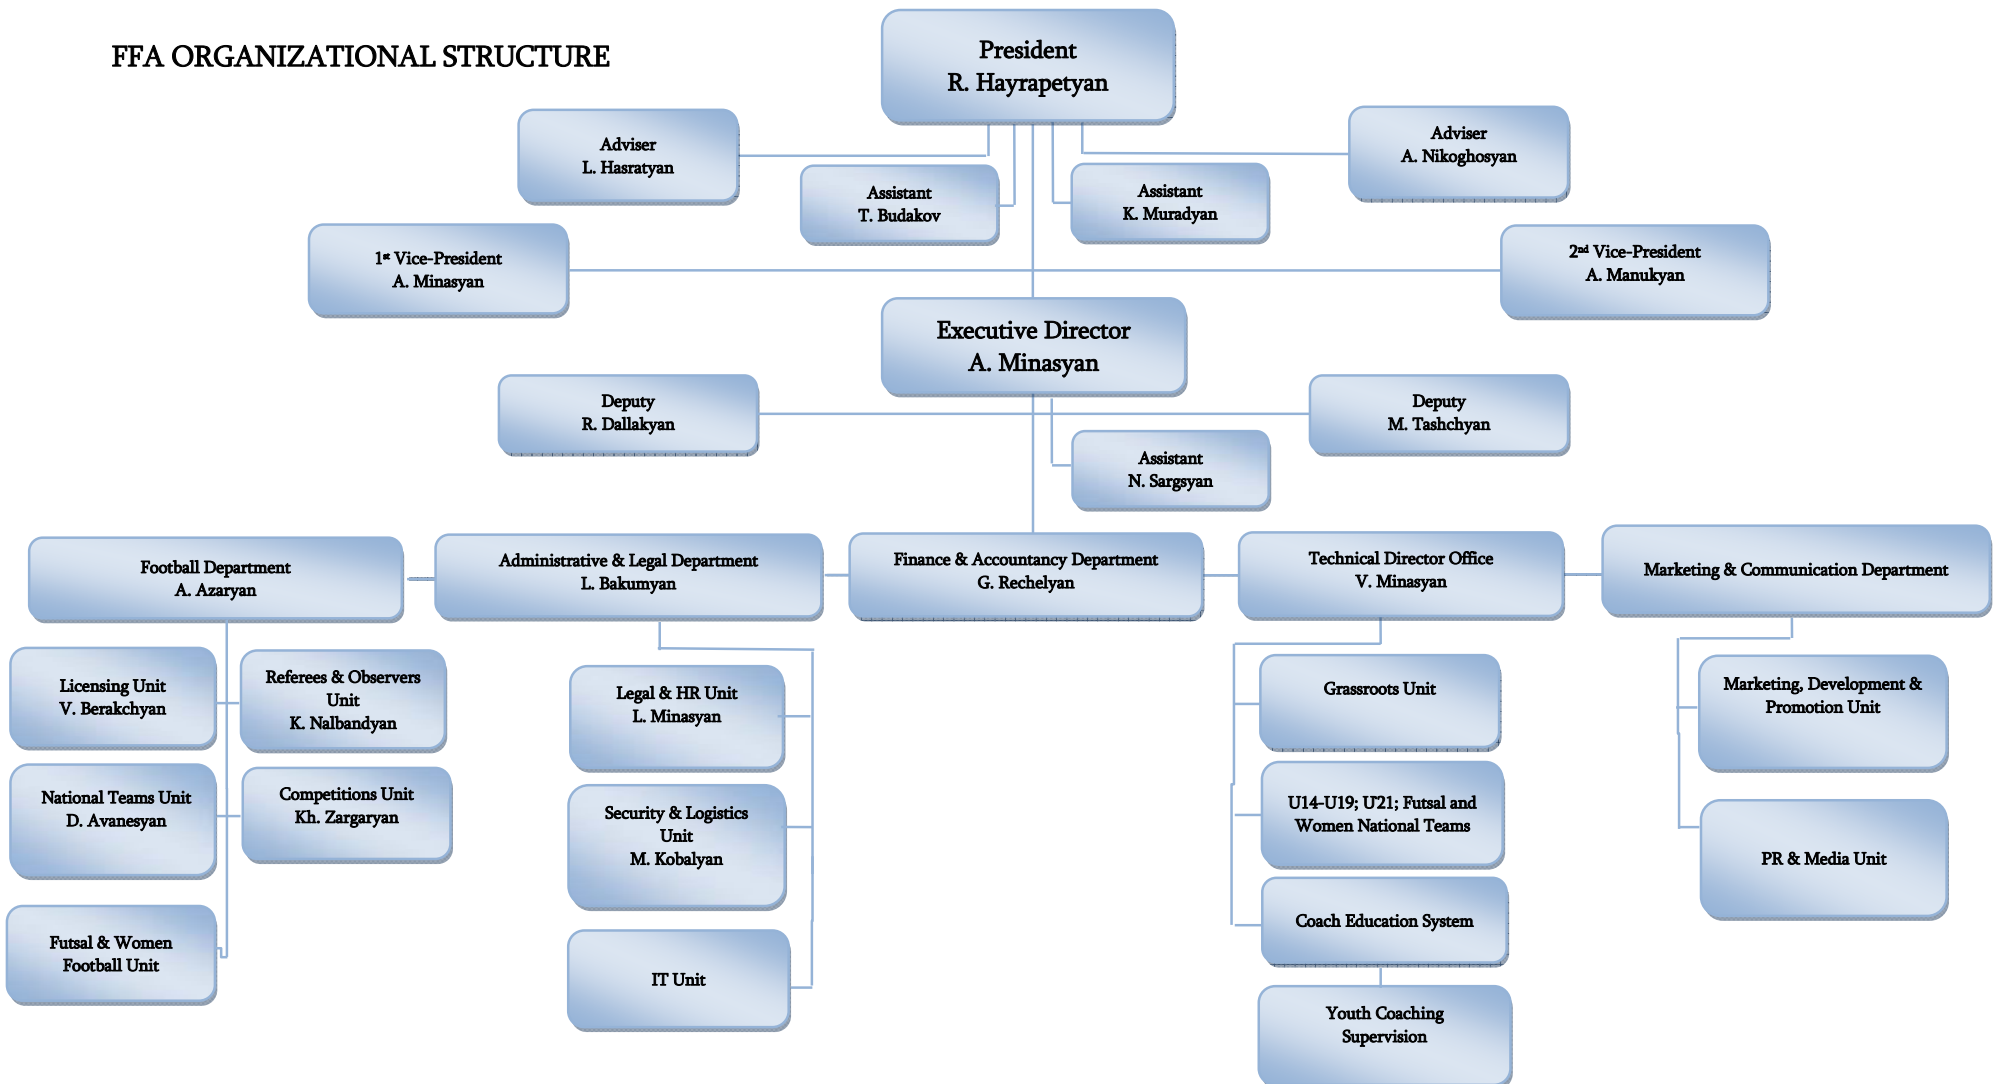 FFA ORGANIZATIONAL STRUCTURE
President
R. Hayrapetyan
Adviser
L. Hasratyan
Adviser
A. Nikoghosyan
Assistant
T. Budakov
Assistant
K. Muradyan
1st Vice-President
A. Minasyan
2nd Vice-President
A. Manukyan
Executive Director
A. Minasyan
Deputy
R. Dallakyan
Deputy
M. Tashchyan
Assistant
N. Sargsyan
Football Department
A. Azaryan
Administrative & Legal Department
L. Bakumyan
Finance & Accountancy Department
G. Rechelyan
Technical Director Office
V. Minasyan
Marketing & Communication Department
Licensing Unit
V. Berakchyan
Referees & Observers
Unit
K. Nalbandyan
National Teams Unit
D. Avanesyan
Competitions Unit
Kh. Zargaryan
Futsal & Women
Football Unit
Legal & HR Unit
L. Minasyan
Security & Logistics
Unit
M. Kobalyan
IT Unit
Grassroots Unit
U14-U19; U'21; Futsal and
Women National Teams
Coach Education System
Youth Coaching
Supervision
Marketing, Development &
Promotion Unit
PR & Media Unit